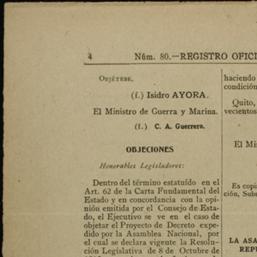 4 Núm. 80.—REGISTRO OFICI
OBJÉTESE.
(f.) Isidro AYORA.
El Ministro de Guerra y Marina.
(f.) C. A. Guerrero.
OBJECIONES
Honorables Legisladores:
Dentro del término estatuído en el
Art. 62 de la Carta Fundamental del
Estado y en concordancia con la opi-
nión emitida por el Consejo de Esta-
do, el Ejecutivo se ve en el caso de
objetar el Proyecto de Decreto expe-
dido por la Asamblea Nacional, por
el cual se declara vigente la Resolu-
ción Legislativa de 8 de Octubre de
haciendo
condición
Quito,
vecientos
El Mi
Es copi
ción, Subs
LA ASA
REPU